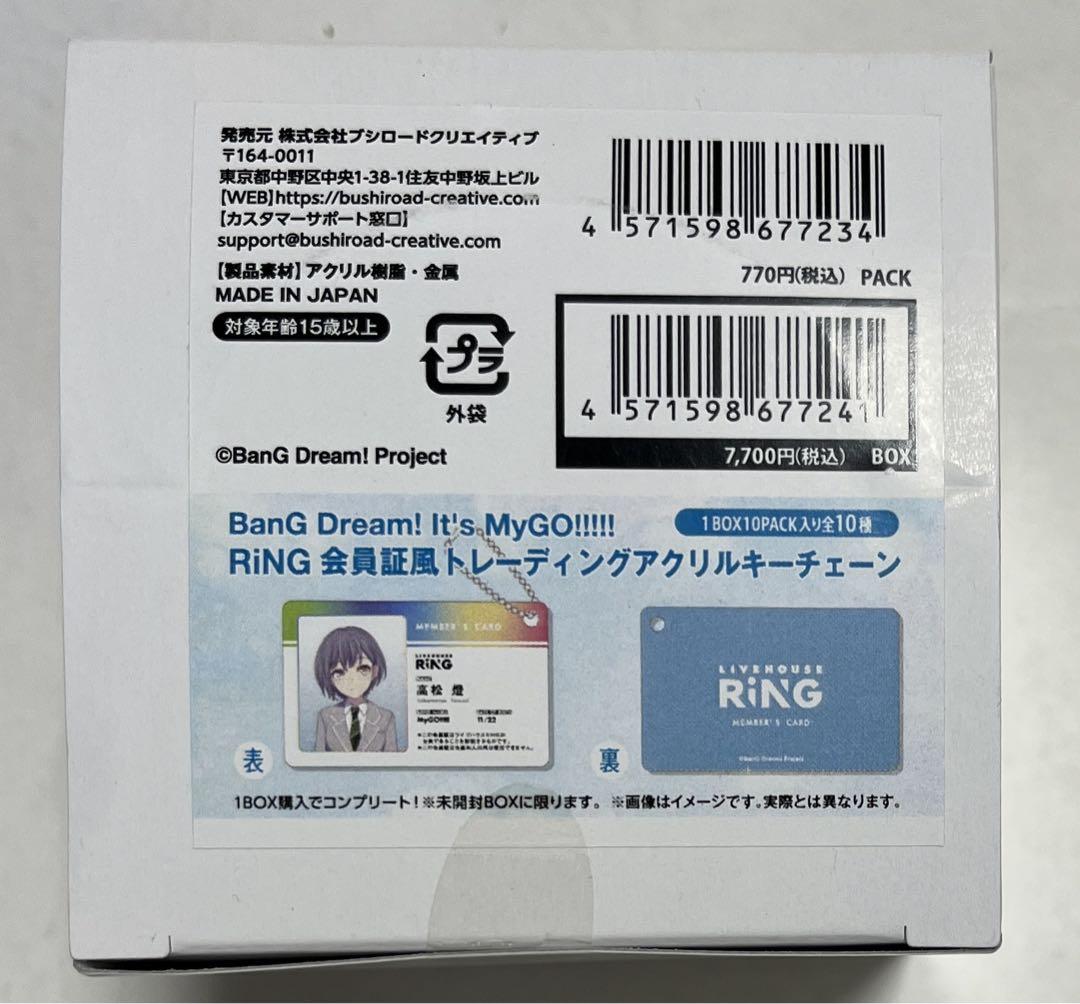 発売元 株式会社ブシロードクリエイティブ
〒164-0011
東京都中野区中央1-38-1住友中野坂上ビル
【WEB】https://bushiroad-creative.com
【カスタマーサポート窓口】
support@bushiroad-creative.com
【製品素材】アクリル樹脂・金属
MADE IN JAPAN
対象年齢15歳以上
プラ
外袋
©BanG Dream! Project
4 571598 677234
770円(税込) PACK
4 571598 677241
7,700円(税込) BOX
BanG Dream! It's MyGO!!!!!
1BOX10PACK入り全10種
RiNG 会員証風トレーディングアクリルキーチェーン
MEMBER'S CARD
LIVEHOUSE
RiNG
高松 燈
MyGO!!!!!
11/22
表
LIVEHOUSE
RiNG
MEMBER'S CARD
©BanG Dream! Project
裏
1BOX購入でコンプリート!※未開封BOXに限ります。 ※画像はイメージです。実際とは異なります。